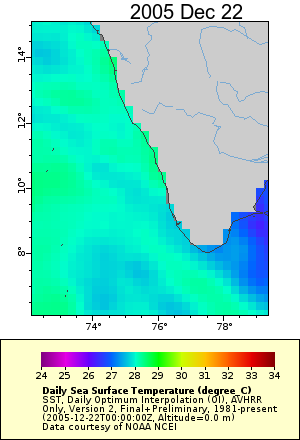 2005 Dec 22
14°
12°
10°
8°
74°
76°
78°
24 25 26 27 28 29 30 31 32 33 34
Daily Sea Surface Temperature (degree_C)
SST, Daily Optimum Interpolation (OI), AVHRR
Only, Version 2, Final+Preliminary, 1981-present
(2005-12-22T00:00:00Z, Altitude=0.0 m)
Data courtesy of NOAA NCEI